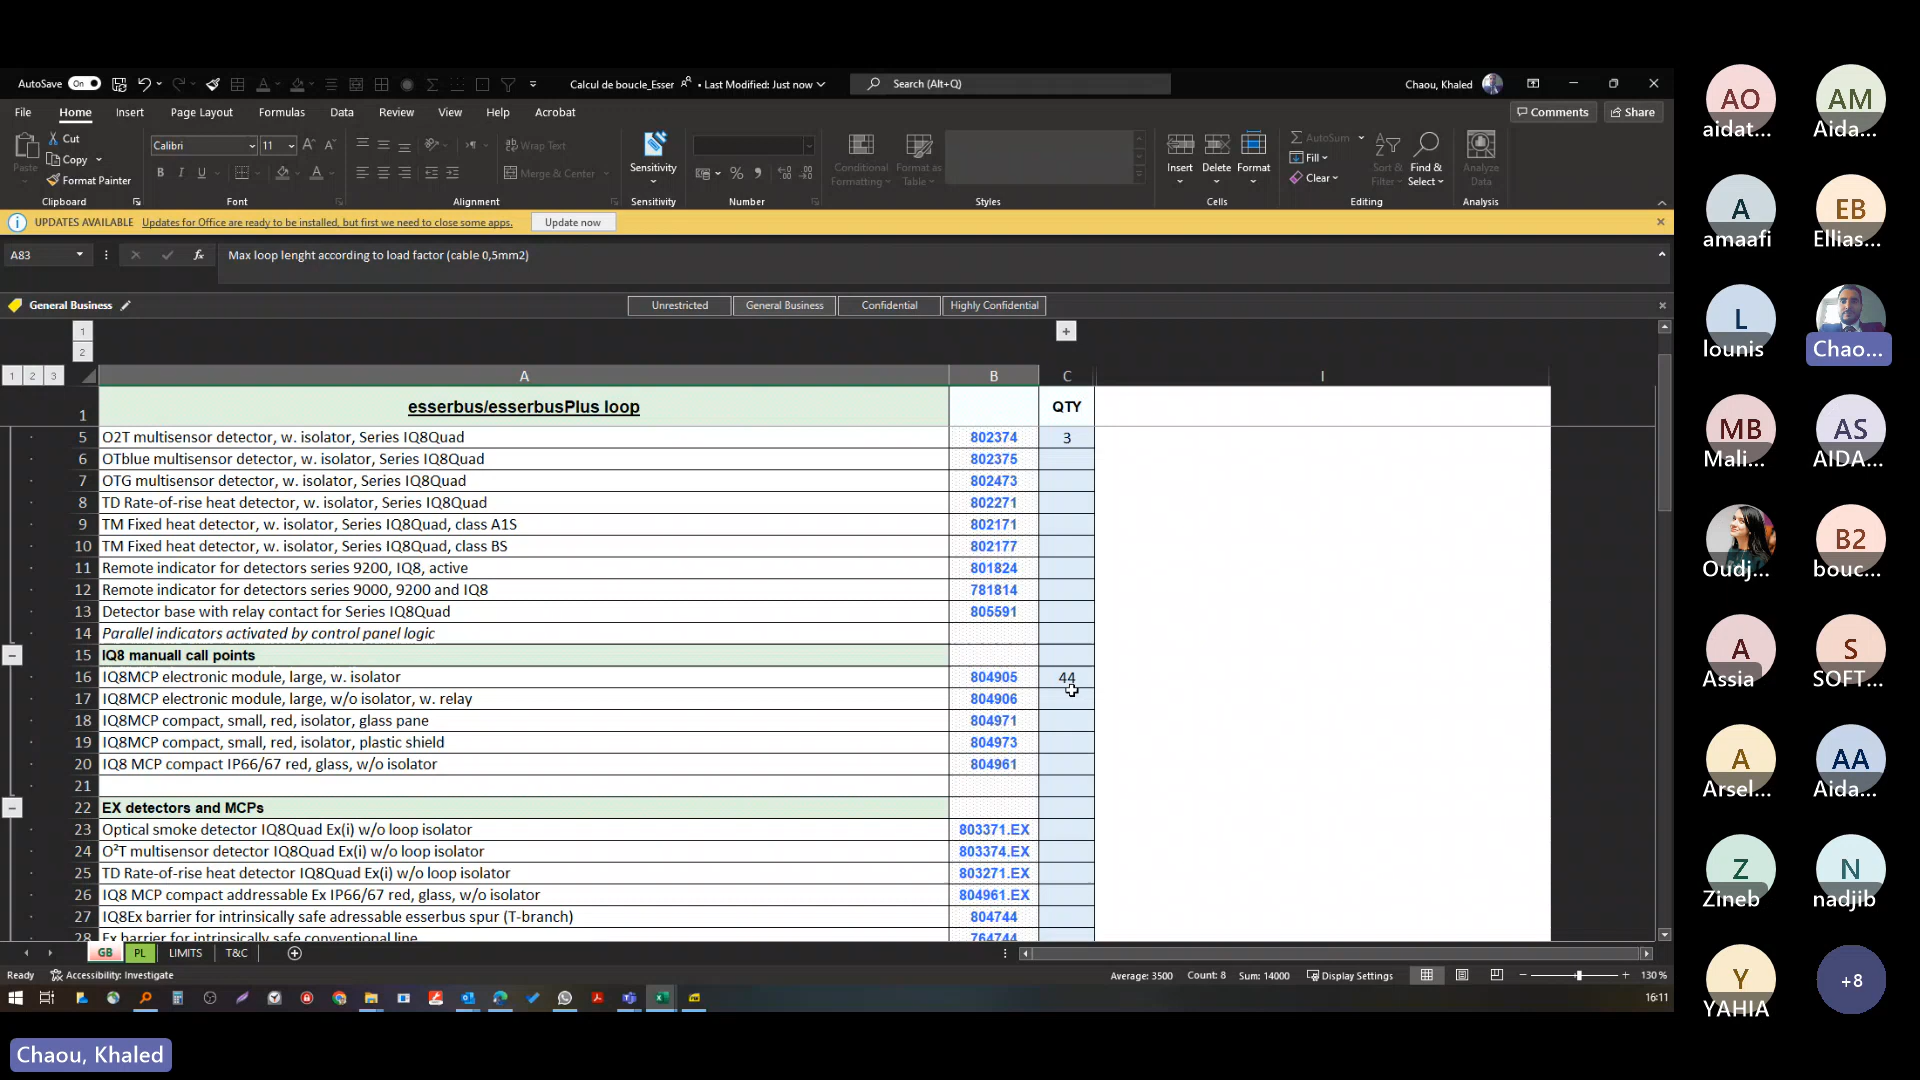 AutoSave On Calcul de boucle_Esser • Last Modified: Just now Search (Alt+Q) Chaou, Khaled
File Home Insert Page Layout Formulas Data Review View Help Acrobat Comments Share
Paste Cut Copy Format Painter
Calibri 11
Wrap Text
Merge & Center
Sensitivity
Conditional Formatting Format as Table
Insert Delete Format
AutoSum Fill Clear
Sort & Filter Find & Select
Analyze Data
Clipboard Font Alignment Sensitivity Number Styles Cells Editing Analysis
UPDATES AVAILABLE Updates for Office are ready to be installed, but first we need to close some apps. Update now
A83 fx Max loop lenght according to load factor (cable 0,5mm2)
General Business Unrestricted General Business Confidential Highly Confidential
1
2
1 2 3 A B C I
1 esserbus/esserbusPlus loop QTY
5 O2T multisensor detector, w. isolator, Series IQ8Quad 802374 3
6 OTblue multisensor detector, w. isolator, Series IQ8Quad 802375
7 OTG multisensor detector, w. isolator, Series IQ8Quad 802473
8 TD Rate-of-rise heat detector, w. isolator, Series IQ8Quad 802271
9 TM Fixed heat detector, w. isolator, Series IQ8Quad, class A1S 802171
10 TM Fixed heat detector, w. isolator, Series IQ8Quad, class BS 802177
11 Remote indicator for detectors series 9200, IQ8, active 801824
12 Remote indicator for detectors series 9000, 9200 and IQ8 781814
13 Detector base with relay contact for Series IQ8Quad 805591
14 Parallel indicators activated by control panel logic
15 IQ8 manuall call points
16 IQ8MCP electronic module, large, w. isolator 804905 44
17 IQ8MCP electronic module, large, w/o isolator, w. relay 804906
18 IQ8MCP compact, small, red, isolator, glass pane 804971
19 IQ8MCP compact, small, red, isolator, plastic shield 804973
20 IQ8 MCP compact IP66/67 red, glass, w/o isolator 804961
21
22 EX detectors and MCPs
23 Optical smoke detector IQ8Quad Ex(i) w/o loop isolator 803371.EX
24 O²T multisensor detector IQ8Quad Ex(i) w/o loop isolator 803374.EX
25 TD Rate-of-rise heat detector IQ8Quad Ex(i) w/o loop isolator 803271.EX
26 IQ8 MCP compact addressable Ex IP66/67 red, glass, w/o isolator 804961.EX
27 IQ8Ex barrier for intrinsically safe adressable esserbus spur (T-branch) 804744
28 Ex barrier for intrinsically safe conventional line 764744
GB PL LIMITS T&C
Ready Accessibility: Investigate Average: 3500 Count: 8 Sum: 14000 Display Settings 130 %
16:11
Chaou, Khaled
AO AM
aidat... Aida...
A EB
amaafi Ellias...
L
lounis Chao...
MB AS
Mali... AIDA...
B2
Oudj... bouc...
A S
Assia SOFT...
A AA
Arsel... Aida...
Z N
Zineb nadjib
Y +8
YAHIA